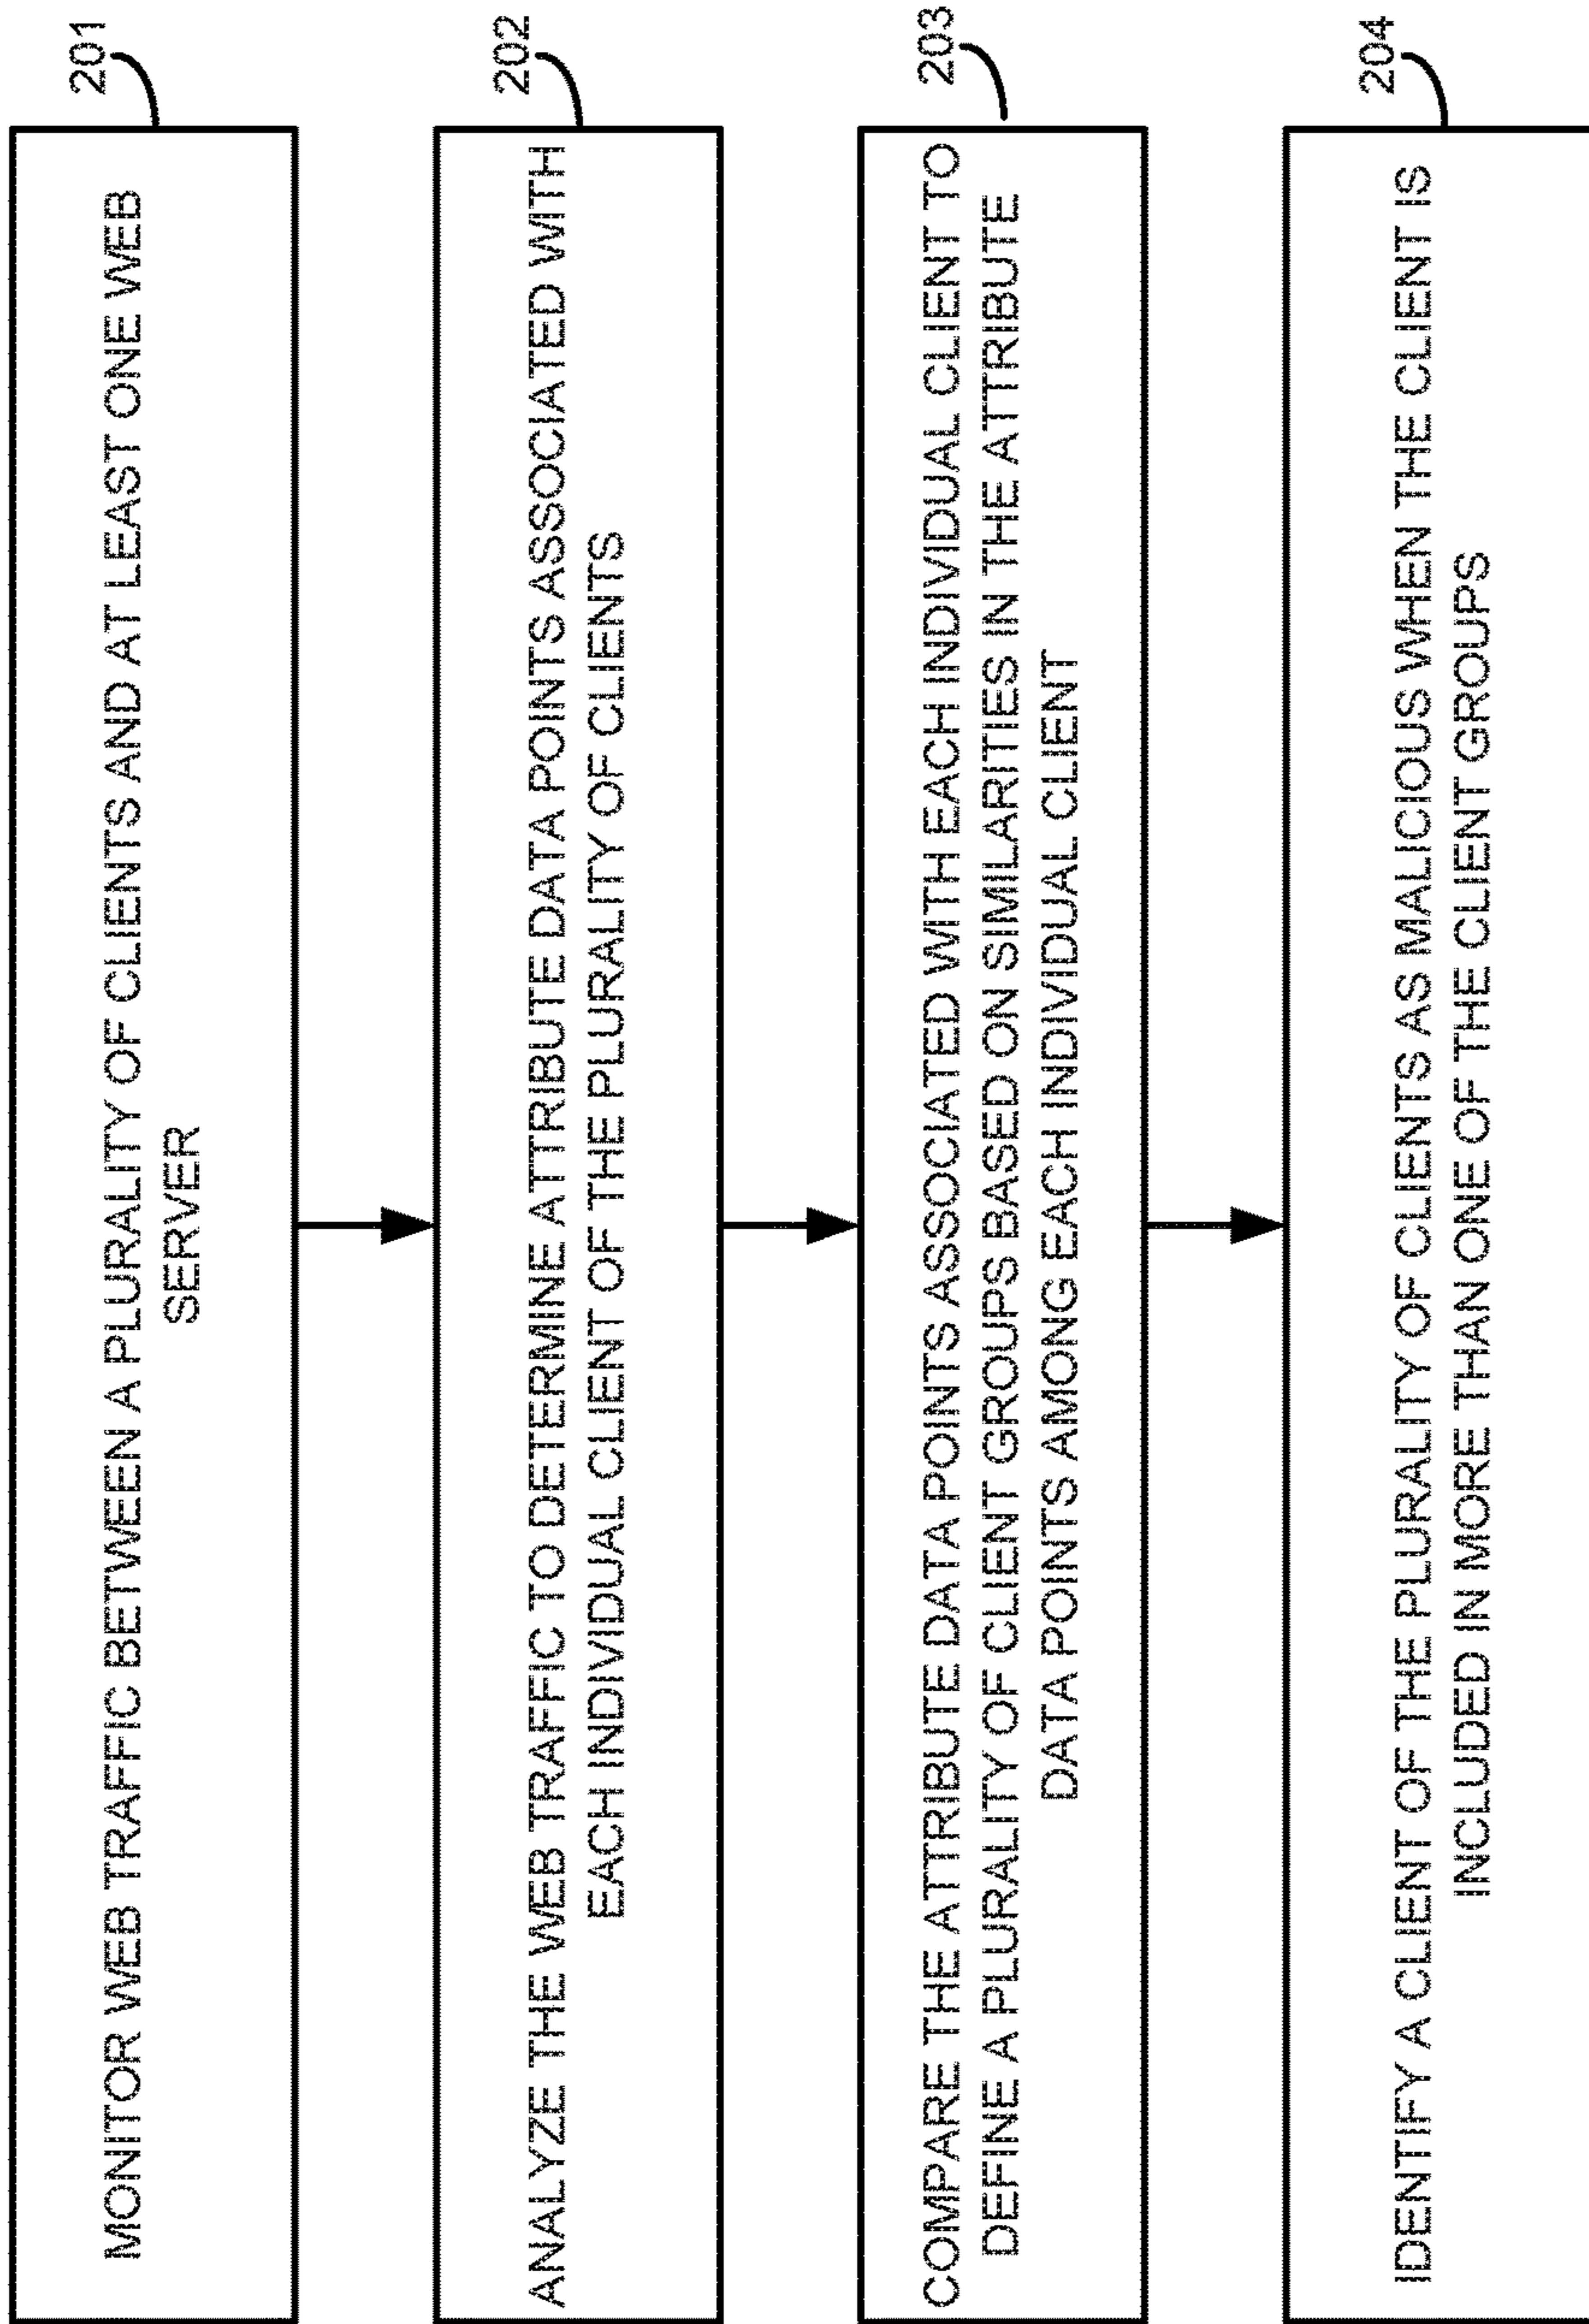 201
MONITOR WEB TRAFFIC BETWEEN A PLURALITY OF CLIENTS AND AT LEAST ONE WEB
SERVER
202
ANALYZE THE WEB TRAFFIC TO DETERMINE ATTRIBUTE DATA POINTS ASSOCIATED WITH
EACH INDIVIDUAL CLIENT OF THE PLURALITY OF CLIENTS
203
COMPARE THE ATTRIBUTE DATA POINTS ASSOCIATED WITH EACH INDIVIDUAL CLIENT TO
DEFINE A PLURALITY OF CLIENT GROUPS BASED ON SIMILARITIES IN THE ATTRIBUTE
DATA POINTS AMONG EACH INDIVIDUAL CLIENT
204
IDENTIFY A CLIENT OF THE PLURALITY OF CLIENTS AS MALICIOUS WHEN THE CLIENT IS
INCLUDED IN MORE THAN ONE OF THE CLIENT GROUPS